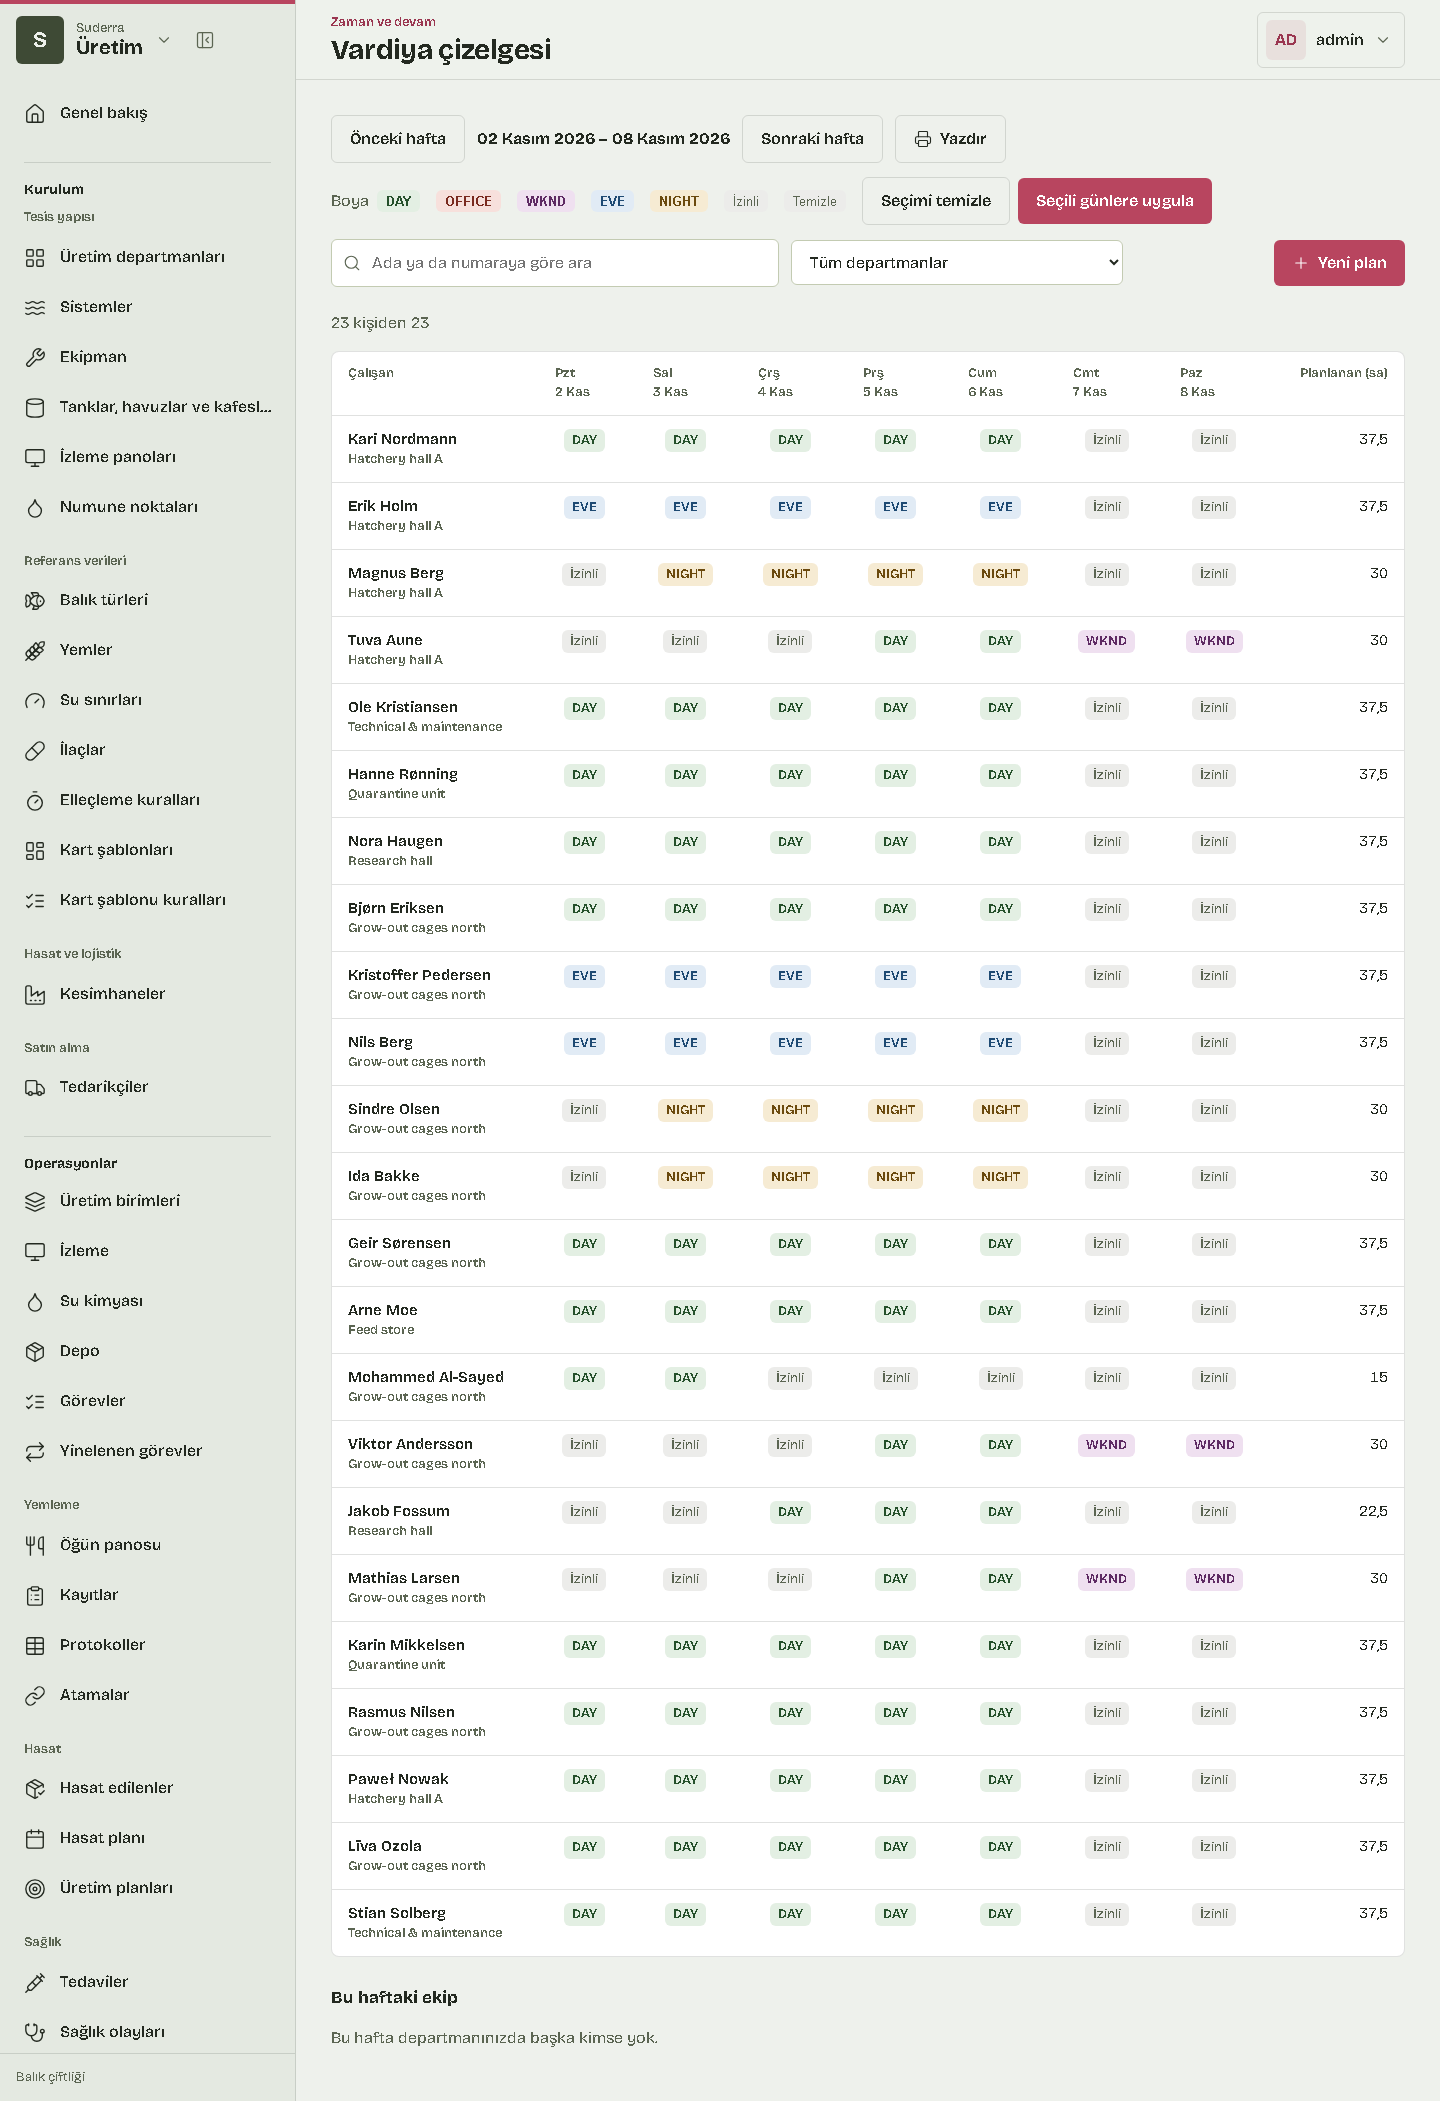 S
Suderra
Üretim
Genel bakış
Kurulum
Tesis yapısı
Üretim departmanları
Sistemler
Ekipman
Tanklar, havuzlar ve kafesl...
İzleme panoları
Numune noktaları
Referans verileri
Balık türleri
Yemler
Su sınırları
İlaçlar
Elleçleme kuralları
Kart şablonları
Kart şablonu kuralları
Hasat ve lojistik
Kesimhaneler
Satın alma
Tedarikçiler
Operasyonlar
Üretim birimleri
İzleme
Su kimyası
Depo
Görevler
Yinelenen görevler
Yemleme
Öğün panosu
Kayıtlar
Protokoller
Atamalar
Hasat
Hasat edilenler
Hasat planı
Üretim planları
Sağlık
Tedaviler
Sağlık olayları
Balık çiftliği
Zaman ve devam
Vardiya çizelgesi
AD admin
Önceki hafta 02 Kasım 2026 – 08 Kasım 2026 Sonraki hafta Yazdır
Boya DAY OFFICE WKND EVE NIGHT İzinli Temizle Seçimi temizle Seçili günlere uygula
Ada ya da numaraya göre ara Tüm departmanlar Yeni plan
23 kişiden 23
Çalışan Pzt Sal Çrş Prş Cum Cmt Paz Planlanan (sa)
2 Kas 3 Kas 4 Kas 5 Kas 6 Kas 7 Kas 8 Kas
Kari Nordmann DAY DAY DAY DAY DAY İzinli İzinli 37,5
Hatchery hall A
Erik Holm EVE EVE EVE EVE EVE İzinli İzinli 37,5
Hatchery hall A
Magnus Berg İzinli NIGHT NIGHT NIGHT NIGHT İzinli İzinli 30
Hatchery hall A
Tuva Aune İzinli İzinli İzinli DAY DAY WKND WKND 30
Hatchery hall A
Ole Kristiansen DAY DAY DAY DAY DAY İzinli İzinli 37,5
Technical & maintenance
Hanne Rønning DAY DAY DAY DAY DAY İzinli İzinli 37,5
Quarantine unit
Nora Haugen DAY DAY DAY DAY DAY İzinli İzinli 37,5
Research hall
Bjørn Eriksen DAY DAY DAY DAY DAY İzinli İzinli 37,5
Grow-out cages north
Kristoffer Pedersen EVE EVE EVE EVE EVE İzinli İzinli 37,5
Grow-out cages north
Nils Berg EVE EVE EVE EVE EVE İzinli İzinli 37,5
Grow-out cages north
Sindre Olsen İzinli NIGHT NIGHT NIGHT NIGHT İzinli İzinli 30
Grow-out cages north
Ida Bakke İzinli NIGHT NIGHT NIGHT NIGHT İzinli İzinli 30
Grow-out cages north
Geir Sørensen DAY DAY DAY DAY DAY İzinli İzinli 37,5
Grow-out cages north
Arne Moe DAY DAY DAY DAY DAY İzinli İzinli 37,5
Feed store
Mohammed Al-Sayed DAY DAY İzinli İzinli İzinli İzinli İzinli 15
Grow-out cages north
Viktor Andersson İzinli İzinli İzinli DAY DAY WKND WKND 30
Grow-out cages north
Jakob Fossum İzinli İzinli DAY DAY DAY İzinli İzinli 22,5
Research hall
Mathias Larsen İzinli İzinli İzinli DAY DAY WKND WKND 30
Grow-out cages north
Karin Mikkelsen DAY DAY DAY DAY DAY İzinli İzinli 37,5
Quarantine unit
Rasmus Nilsen DAY DAY DAY DAY DAY İzinli İzinli 37,5
Grow-out cages north
Paweł Nowak DAY DAY DAY DAY DAY İzinli İzinli 37,5
Hatchery hall A
Līva Ozola DAY DAY DAY DAY DAY İzinli İzinli 37,5
Grow-out cages north
Stian Solberg DAY DAY DAY DAY DAY İzinli İzinli 37,5
Technical & maintenance
Bu haftaki ekip
Bu hafta departmanınızda başka kimse yok.